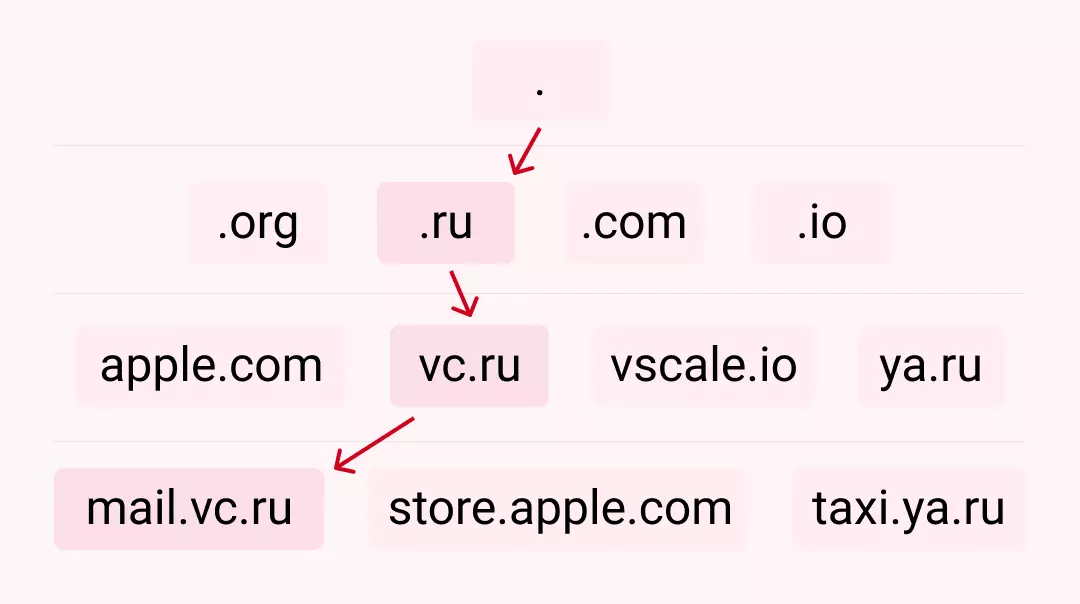 .
.org .ru .com .io
apple.com vc.ru vscale.io ya.ru
mail.vc.ru store.apple.com taxi.ya.ru